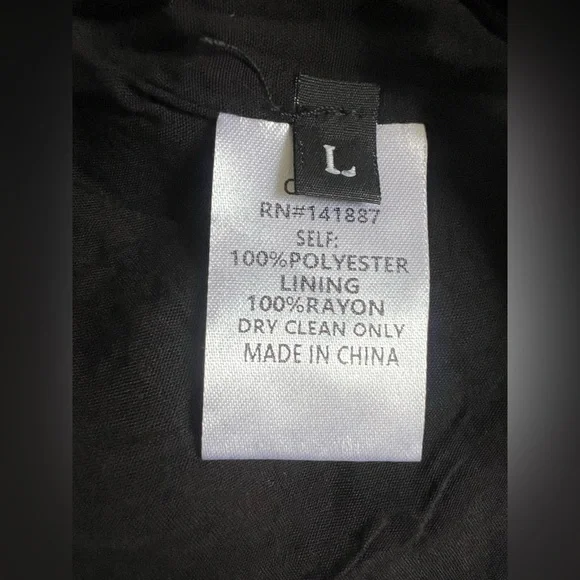 L
RN#141887
SELF:
100%POLYESTER
LINING
100%RAYON
DRY CLEAN ONLY
MADE IN CHINA